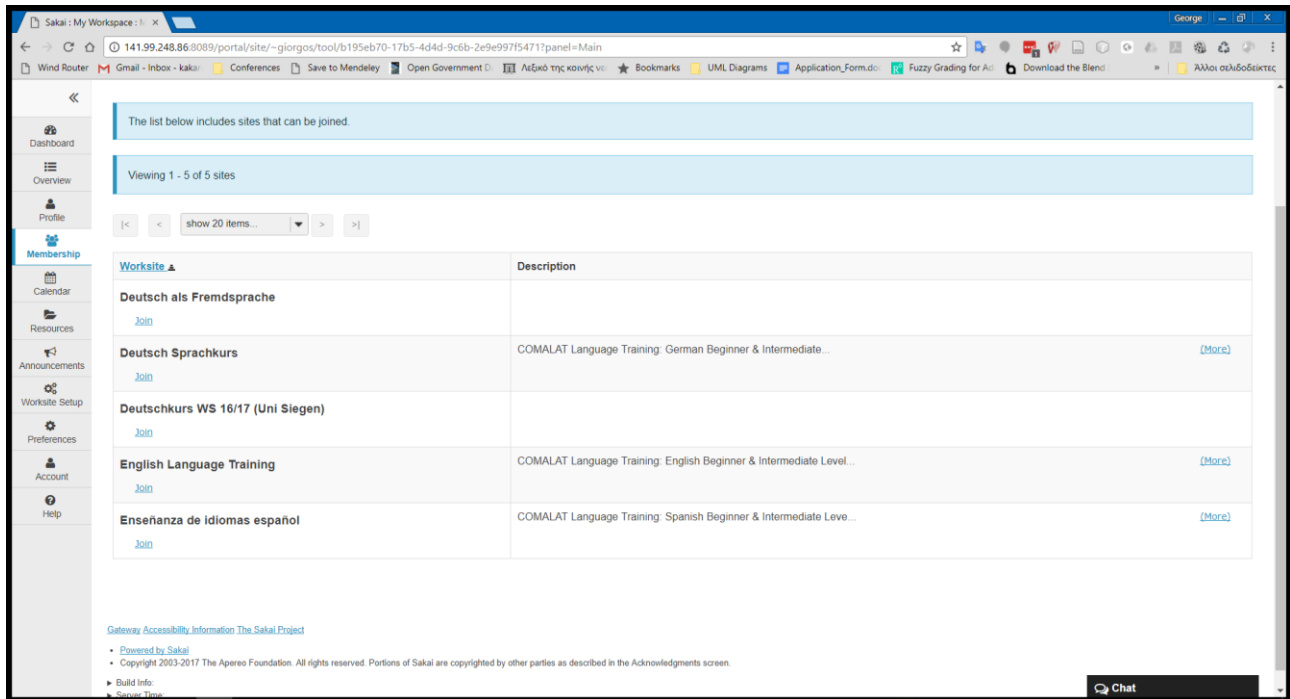 Sakai : My Workspace : M
George
141.99.248.86:8089/portal/site/~giorgos/tool/b195eb70-17b5-4d4d-9c6b-2e9e997f5471?panel=Main
Wind Router Gmail - Inbox - kakar Conferences Save to Mendeley Open Government D Λεξικό της κοινής νε Bookmarks UML Diagrams Application_Form.do Fuzzy Grading for Ad Download the Blend » Άλλοι σελιδοδείκτες
Dashboard
Overview
Profile
Membership
Calendar
Resources
Announcements
Worksite Setup
Preferences
Account
Help
The list below includes sites that can be joined.
Viewing 1 - 5 of 5 sites
|< < show 20 items... > >|
Worksite Description
Deutsch als Fremdsprache
Join
Deutsch Sprachkurs COMALAT Language Training: German Beginner & Intermediate... (More)
Join
Deutschkurs WS 16/17 (Uni Siegen)
Join
English Language Training COMALAT Language Training: English Beginner & Intermediate Level... (More)
Join
Enseñanza de idiomas español COMALAT Language Training: Spanish Beginner & Intermediate Leve... (More)
Join
Gateway Accessibility Information The Sakai Project
Powered by Sakai
Copyright 2003-2017 The Apereo Foundation. All rights reserved. Portions of Sakai are copyrighted by other parties as described in the Acknowledgments screen.
Build Info:
Server Time:
Chat